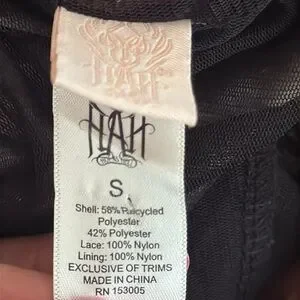 HAH
HAH
S
Shell: 58% Recycled
Polyester
42% Polyester
Lace: 100% Nylon
Lining: 100% Nylon
EXCLUSIVE OF TRIMS
MADE IN CHINA
RN 153005